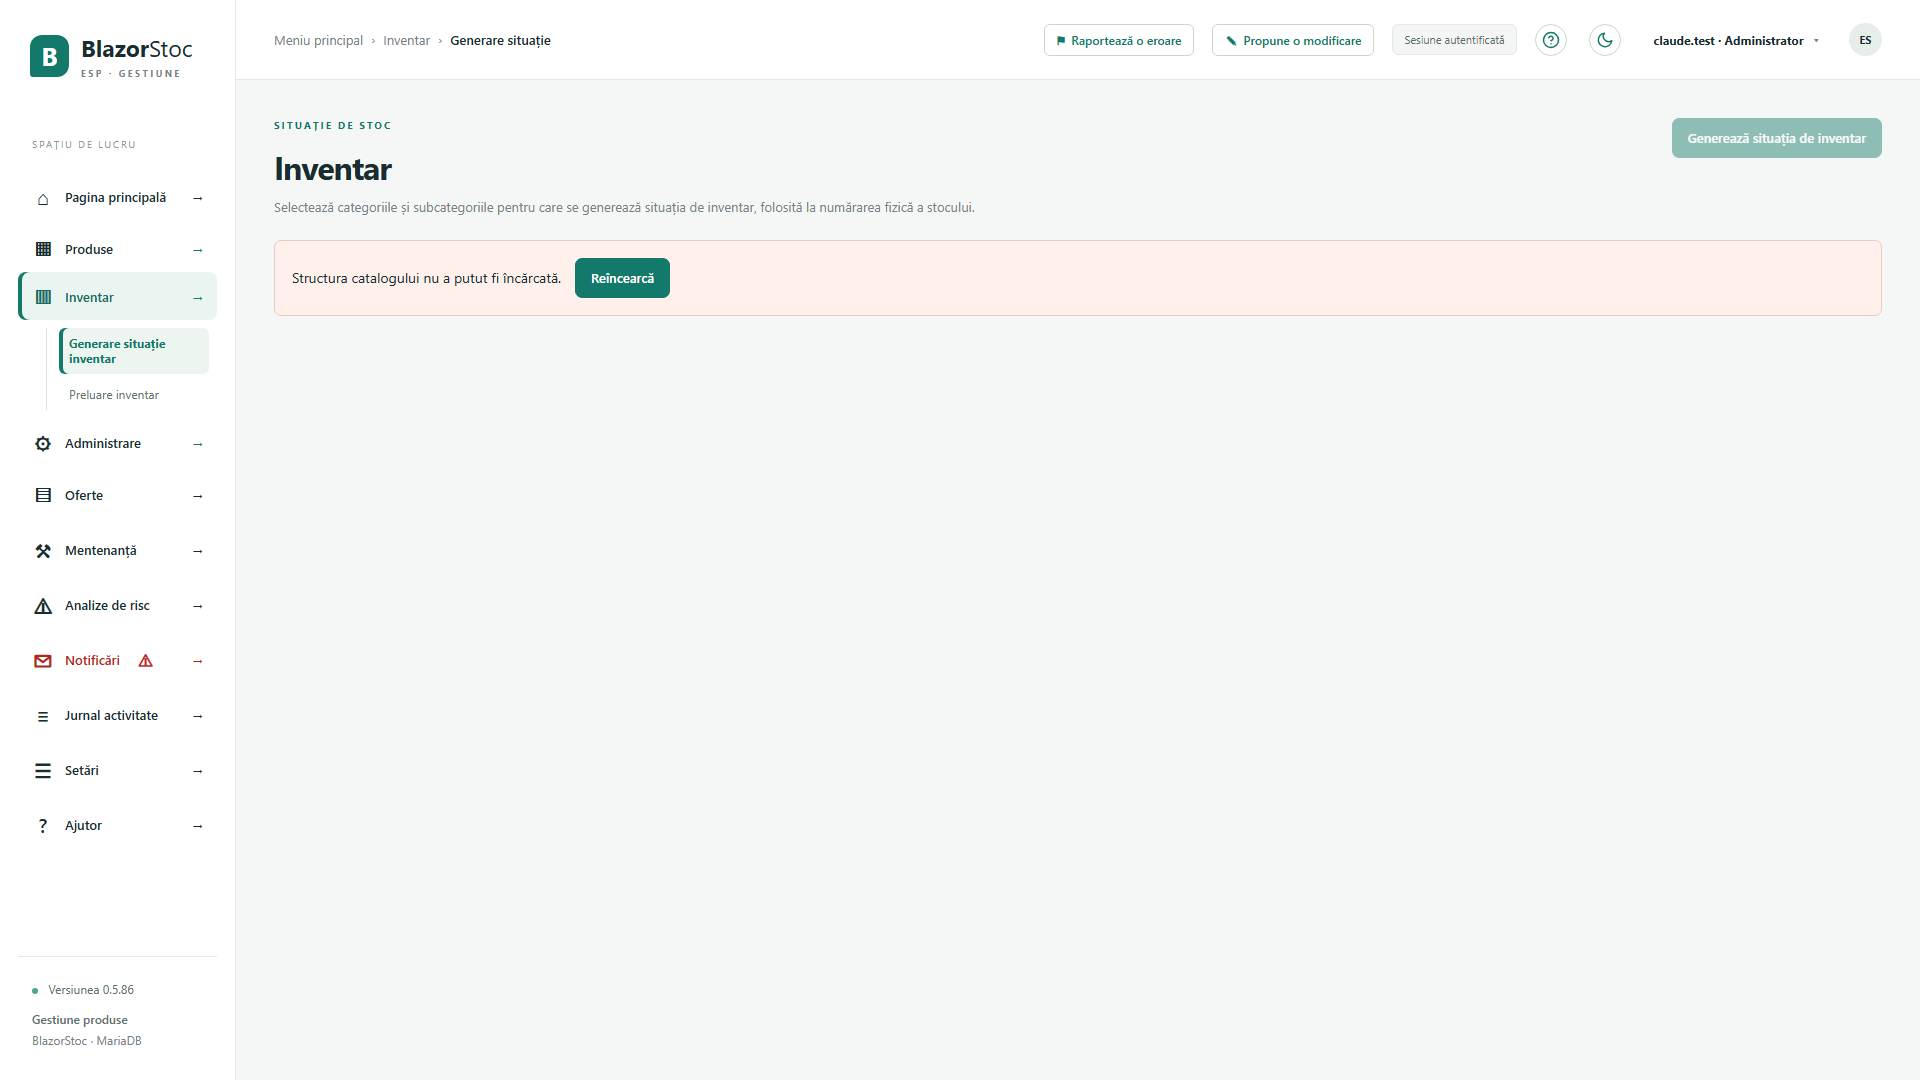 B BlazorStoc
ESP · GESTIUNE
SPAȚIU DE LUCRU
Pagina principală →
Produse →
Inventar →
Generare situație
inventar
Preluare inventar
Administrare →
Oferte →
Mentenanță →
Analize de risc →
Notificări →
Jurnal activitate →
Setări →
? Ajutor →
Versiunea 0.5.86
Gestiune produse
BlazorStoc · MariaDB
Meniu principal › Inventar › Generare situație
Raportează o eroare
Propune o modificare
Sesiune autentificată
?
claude.test · Administrator
ES
SITUAȚIE DE STOC
Inventar
Selectează categoriile și subcategoriile pentru care se generează situația de inventar, folosită la numărarea fizică a stocului.
Generează situația de inventar
Structura catalogului nu a putut fi încărcată. Reîncearcă